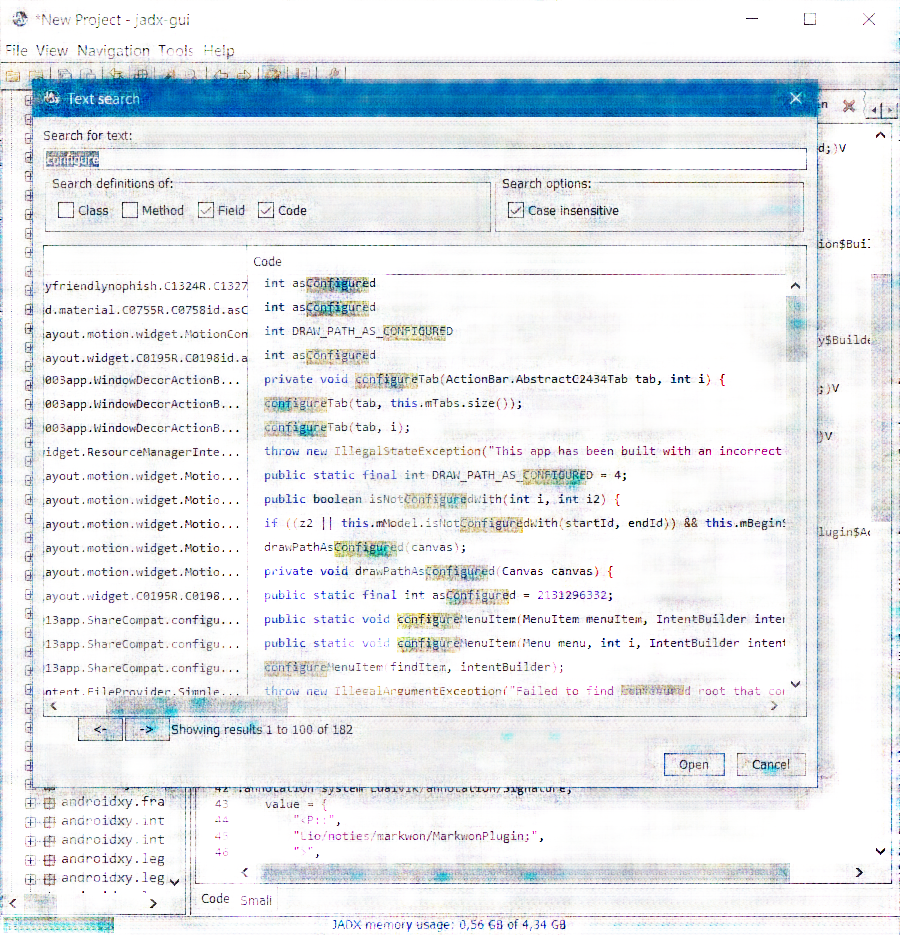 *New Project - jadx-gui
File View Navigation Tools Help
Text search
Search for text:
configure
Search definitions of:
Class Method Field Code
Search options:
Case insensitive
Code
yfriendlynophish.C1324R.C1327 int asConfigured
d.material.C0755R.C0758id.asC int asConfigured
ayout.motion.widget.MotionCon int DRAW_PATH_AS_CONFIGURED
ayout.widget.C0195R.C0198id.a int asConfigured
003app.WindowDecorActionB... private void configureTab(ActionBar.AbstractC2434Tab tab, int i) {
003app.WindowDecorActionB... configureTab(tab, this.mTabs.size());
003app.WindowDecorActionB... configureTab(tab, i);
widget.ResourceManagerInte... throw new IllegalStateException("This app has been built with an incorrect
ayout.motion.widget.Motio... public static final int DRAW_PATH_AS_CONFIGURED = 4;
ayout.motion.widget.Motio... public boolean isNotConfiguredWith(int i, int i2) {
ayout.motion.widget.Motio... if ((z2 || this.mModel.isNotConfiguredWith(startId, endId)) && this.mBeginS
ayout.motion.widget.Motio... drawPathAsConfigured(canvas);
ayout.motion.widget.Motio... private void drawPathAsConfigured(Canvas canvas) {
ayout.widget.C0195R.C0198... public static final int asConfigured = 2131296332;
013app.ShareCompat.configu... public static void configureMenuItem(MenuItem menuItem, IntentBuilder inten
013app.ShareCompat.configu... public static void configureMenuItem(Menu menu, int i, IntentBuilder intent
013app.ShareCompat.configu... configureMenuItem(findItem, intentBuilder);
ntent.FileProvider.Simple... throw new IllegalArgumentException("Failed to find configured root that con
<- -> Showing results 1 to 100 of 182
Open Cancel
d;)V
ion$Buil
y$Builde
;)V
)V
lugin$Ac
42 .annotation system Ldalvik/annotation/Signature;
androidxy.fra 43 value = {
androidxy.int 44
androidxy.int "Lio/noties/markwon/MarkwonPlugin;",
androidxy.leg 46
androidxy.leg
Code Smali
JADX memory usage: 0,56 GB of 4,34 GB